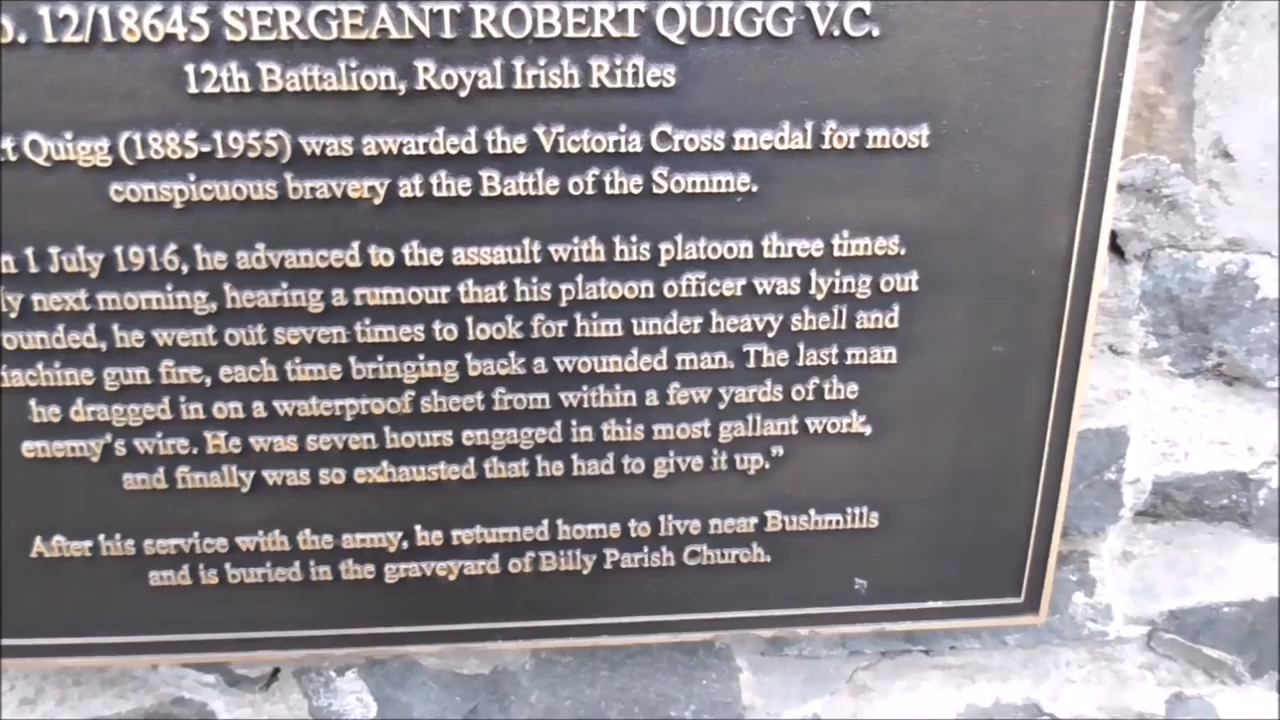 12/18645 SERGEANT ROBERT QUIGG V.C.
12th Battalion, Royal Irish Rifles
Quigg (1885-1955) was awarded the Victoria Cross medal for most
conspicuous bravery at the Battle of the Somme.
1 July 1916, he advanced to the assault with his platoon three times.
next morning, hearing a rumour that his platoon officer was lying out
he went out seven times to look for him under heavy shell and
gun fire, each time bringing back a wounded man. The last man
he dragged in on a waterproof sheet from within a few yards of the
enemy's wire. He was seven hours engaged in this most gallant work,
and finally was so exhausted that he had to give it up."
After his service with the army, he returned home to live near Bushmills
and is buried in the graveyard of Billy Parish Church.